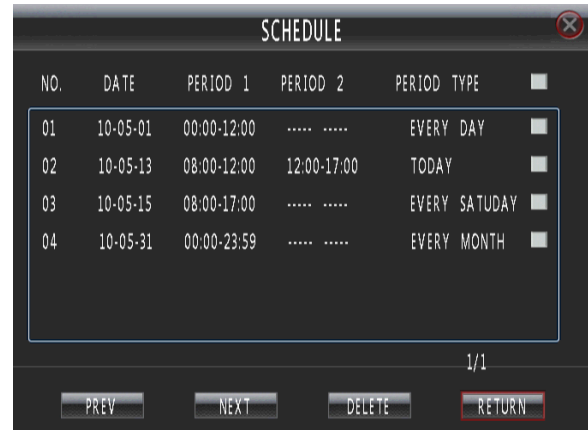 SCHEDULE
NO. DATE PERIOD 1 PERIOD 2 PERIOD TYPE
01 10-05-01 00:00-12:00 ----- ----- EVERY DAY
02 10-05-13 08:00-12:00 12:00-17:00 TODAY
03 10-05-15 08:00-17:00 ----- ----- EVERY SATUDAY
04 10-05-31 00:00-23:59 ----- ----- EVERY MONTH
1/1
PREV NEXT DELETE RETURN